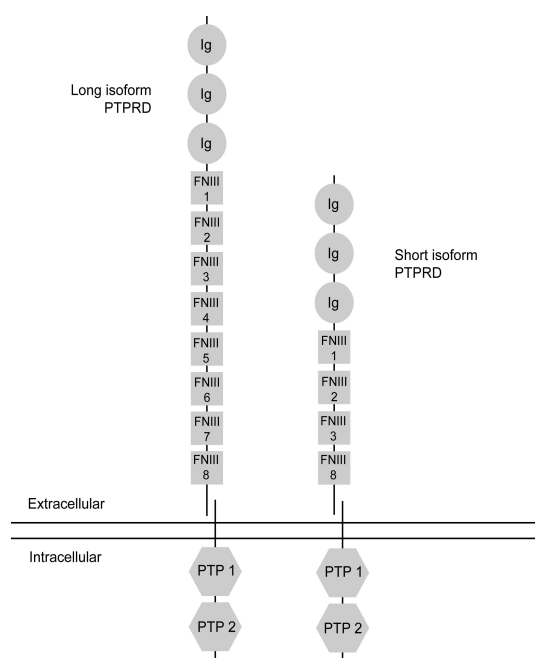 Long isoform
PTPRD
Ig
Ig
Ig
FNIII
1
FNIII
2
FNIII
3
FNIII
4
FNIII
5
FNIII
6
FNIII
7
FNIII
8
Ig
Ig
Ig
FNIII
1
FNIII
2
FNIII
3
FNIII
8
Short isoform
PTPRD
Extracellular
Intracellular
PTP 1
PTP 2
PTP 1
PTP 2